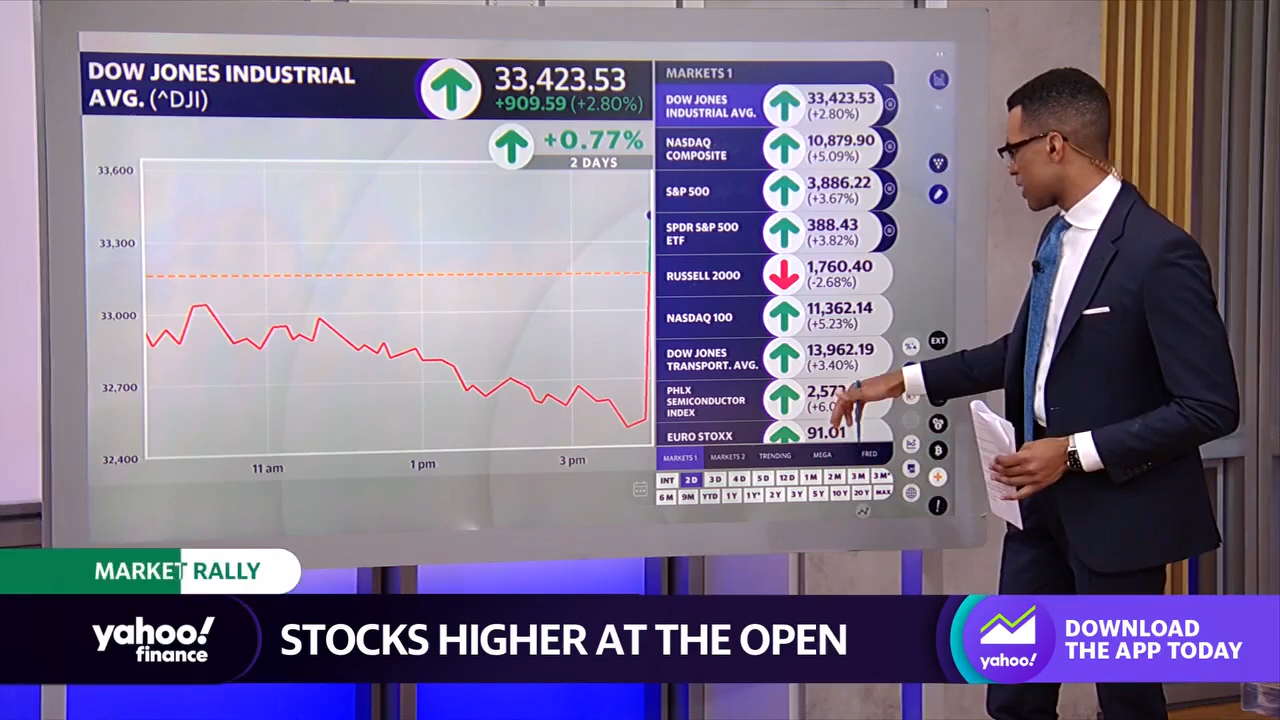 DOW JONES INDUSTRIAL
AVG. (^DJI)
33,423.53
+909.59 (+2.80%)
+0.77%
2 DAYS
33,600
33,300
33,000
32,700
32,400
11 am
1 pm
3 pm
MARKETS 1
DOW JONES
INDUSTRIAL AVG.
33,423.53
(+2.80%)
NASDAQ
COMPOSITE
10,879.90
(+5.09%)
S&P 500
3,886.22
(+3.67%)
SPDR S&P 500
ETF
388.43
(+3.82%)
RUSSELL 2000
1,760.40
(-2.68%)
NASDAQ 100
11,362.14
(+5.23%)
DOW JONES
TRANSPORT. AVG.
13,962.19
(+3.40%)
PHLX
SEMICONDUCTOR
INDEX
EURO STOXX
91.01
MARKETS 1 MARKETS 2 TRENDING MEGA FRED
INT 2D 3D 4D 5D 12D 1M 2M 3M 3M*
6M 9M YTD 1Y 1Y* 2Y 3Y 5Y 10Y 20Y MAX
EXT
MARKET RALLY
yahoo!
finance
STOCKS HIGHER AT THE OPEN
yahoo!
DOWNLOAD
THE APP TODAY